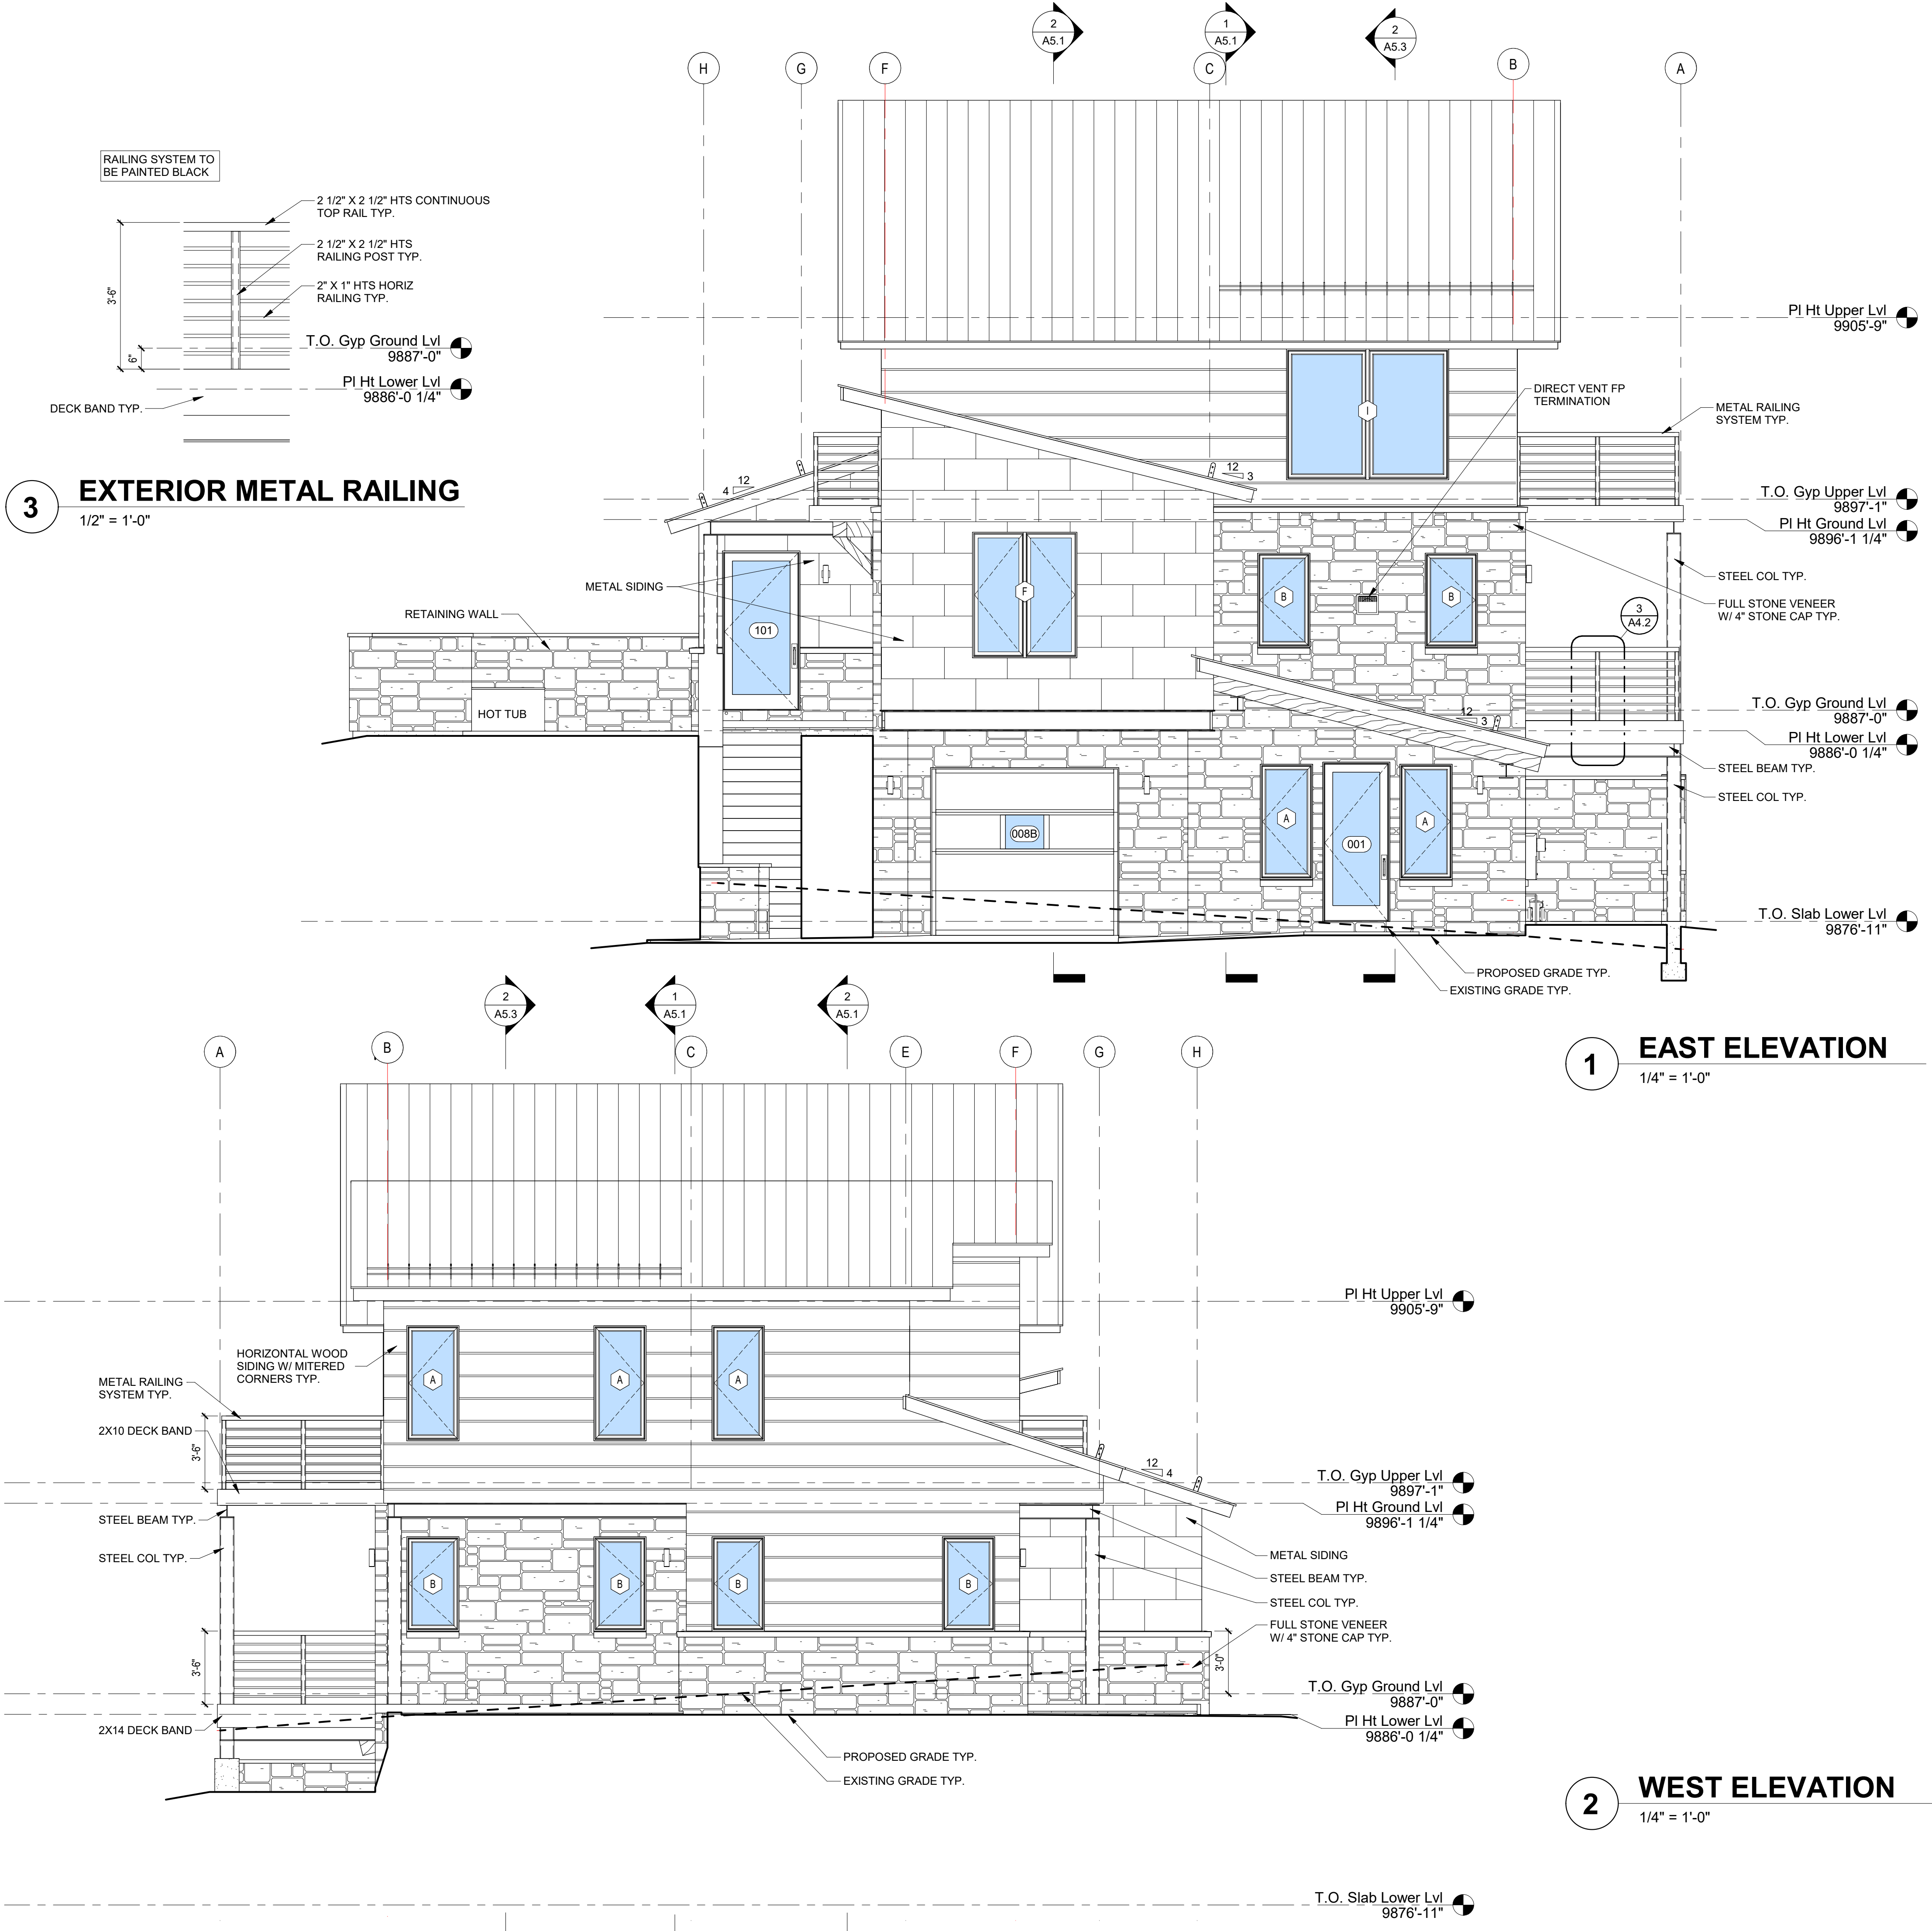 RAILING SYSTEM TO
BE PAINTED BLACK
2 1/2" X 2 1/2" HTS CONTINUOUS
TOP RAIL TYP.
2 1/2" X 2 1/2" HTS
RAILING POST TYP.
2" X 1" HTS HORIZ
RAILING TYP.
3'-6"
6"
T.O. Gyp Ground Lvl
9887'-0"
Pl Ht Lower Lvl
9886'-0 1/4"
DECK BAND TYP.
3
EXTERIOR METAL RAILING
1/2" = 1'-0"
2
A5.1
1
A5.1
2
A5.3
H
G
F
C
B
A
Pl Ht Upper Lvl
9905'-9"
DIRECT VENT FP
TERMINATION
METAL RAILING
SYSTEM TYP.
I
12
4
12
3
T.O. Gyp Upper Lvl
9897'-1"
Pl Ht Ground Lvl
9896'-1 1/4"
STEEL COL TYP.
FULL STONE VENEER
W/ 4" STONE CAP TYP.
METAL SIDING
RETAINING WALL
F
B
B
3
A4.2
101
HOT TUB
12
3
T.O. Gyp Ground Lvl
9887'-0"
Pl Ht Lower Lvl
9886'-0 1/4"
STEEL BEAM TYP.
STEEL COL TYP.
008B
A
001
A
T.O. Slab Lower Lvl
9876'-11"
PROPOSED GRADE TYP.
EXISTING GRADE TYP.
1
EAST ELEVATION
1/4" = 1'-0"
2
A5.3
1
A5.1
2
A5.1
A
B
C
E
F
G
H
Pl Ht Upper Lvl
9905'-9"
HORIZONTAL WOOD
SIDING W/ MITERED
CORNERS TYP.
METAL RAILING
SYSTEM TYP.
A
A
A
2X10 DECK BAND
3'-6"
12
4
T.O. Gyp Upper Lvl
9897'-1"
Pl Ht Ground Lvl
9896'-1 1/4"
STEEL BEAM TYP.
STEEL COL TYP.
B
B
B
B
METAL SIDING
STEEL BEAM TYP.
STEEL COL TYP.
FULL STONE VENEER
W/ 4" STONE CAP TYP.
3'-6"
3'-0"
T.O. Gyp Ground Lvl
9887'-0"
Pl Ht Lower Lvl
9886'-0 1/4"
2X14 DECK BAND
PROPOSED GRADE TYP.
EXISTING GRADE TYP.
2
WEST ELEVATION
1/4" = 1'-0"
T.O. Slab Lower Lvl
9876'-11"